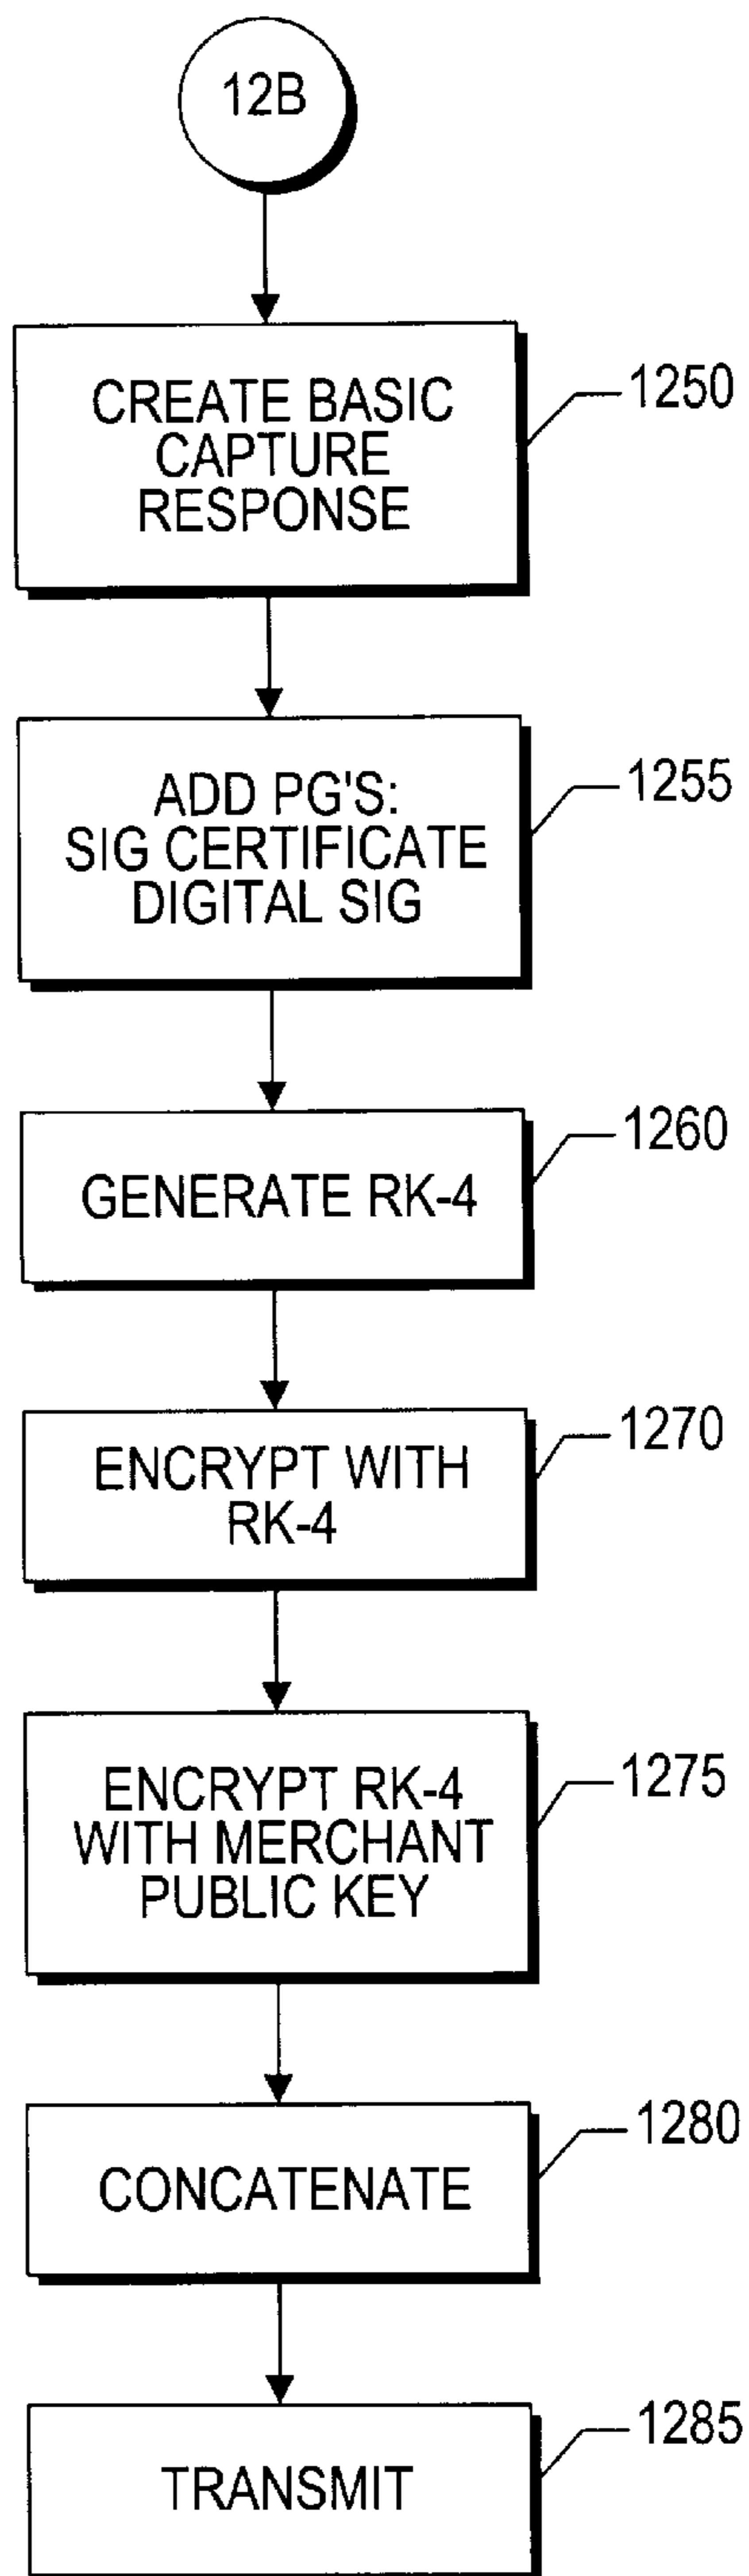 12B
CREATE BASIC
CAPTURE
RESPONSE
1250
ADD PG'S:
SIG CERTIFICATE
DIGITAL SIG
1255
GENERATE RK-4
1260
ENCRYPT WITH
RK-4
1270
ENCRYPT RK-4
WITH MERCHANT
PUBLIC KEY
1275
CONCATENATE
1280
TRANSMIT
1285